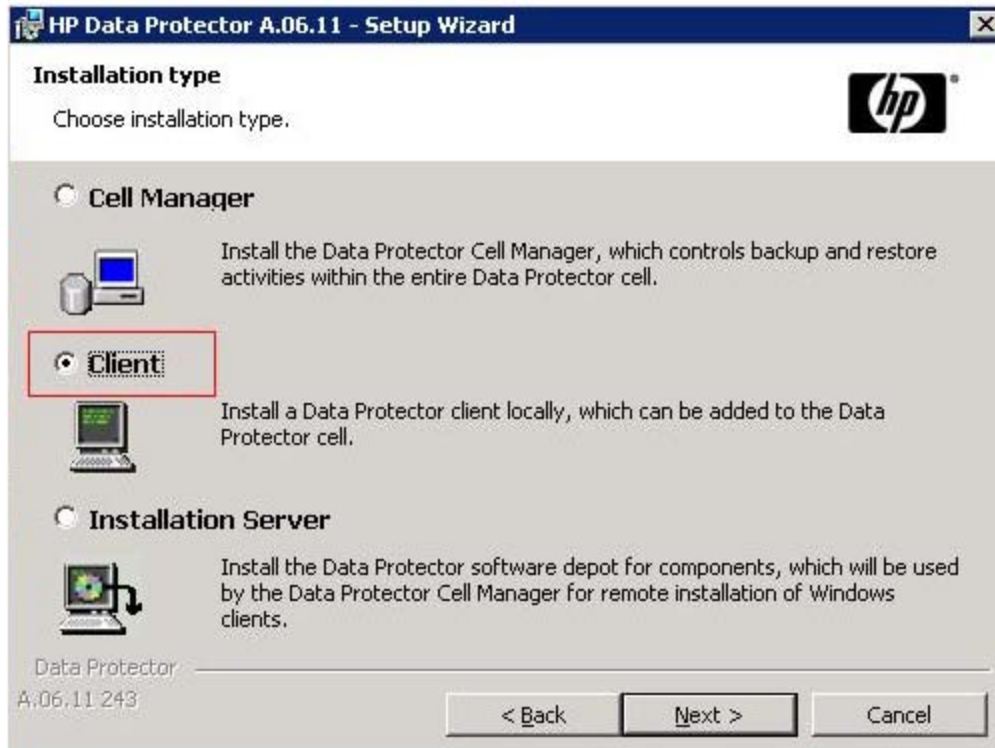 HP Data Protector A.06.11 - Setup Wizard
Installation type
Choose installation type.
hp
Cell Manager
Install the Data Protector Cell Manager, which controls backup and restore
activities within the entire Data Protector cell.
Client
Install a Data Protector client locally, which can be added to the Data
Protector cell.
Installation Server
Install the Data Protector software depot for components, which will be used
by the Data Protector Cell Manager for remote installation of Windows
clients.
Data Protector
A.06.11 243
< Back
Next >
Cancel